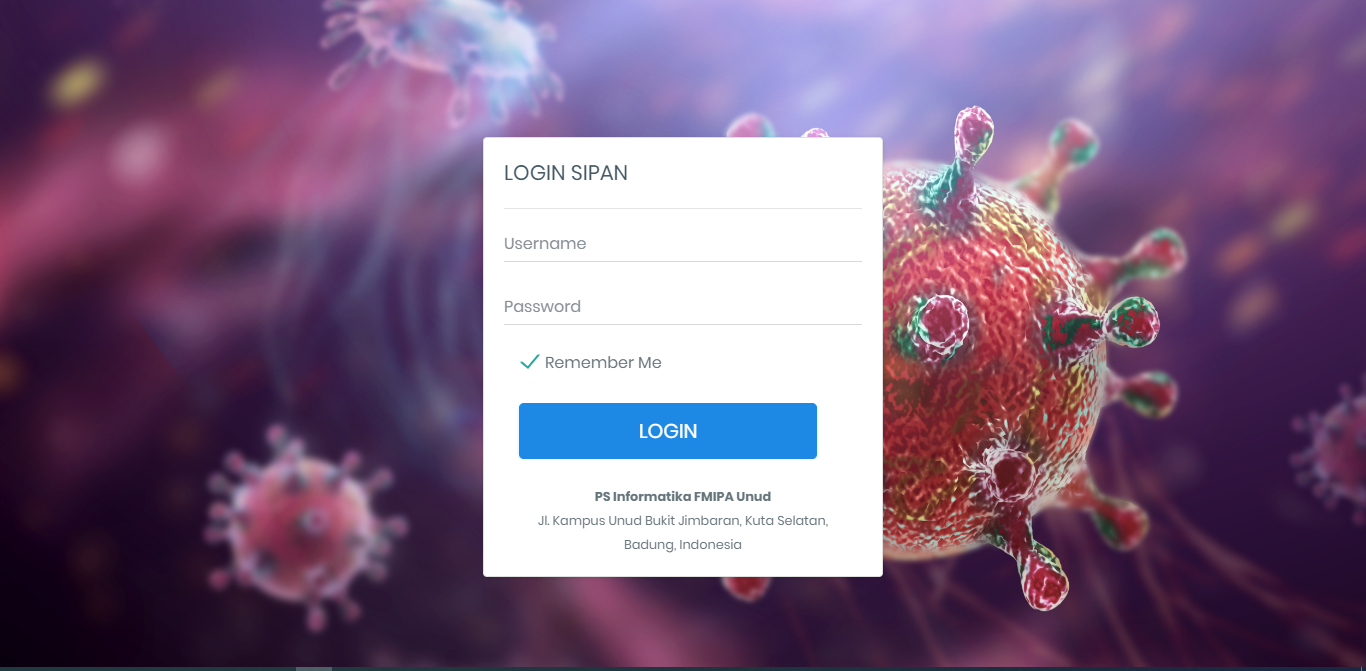 LOGIN SIPAN
Username
Password
Remember Me
LOGIN
PS Informatika FMIPA Unud
Jl. Kampus Unud Bukit Jimbaran, Kuta Selatan,
Badung, Indonesia